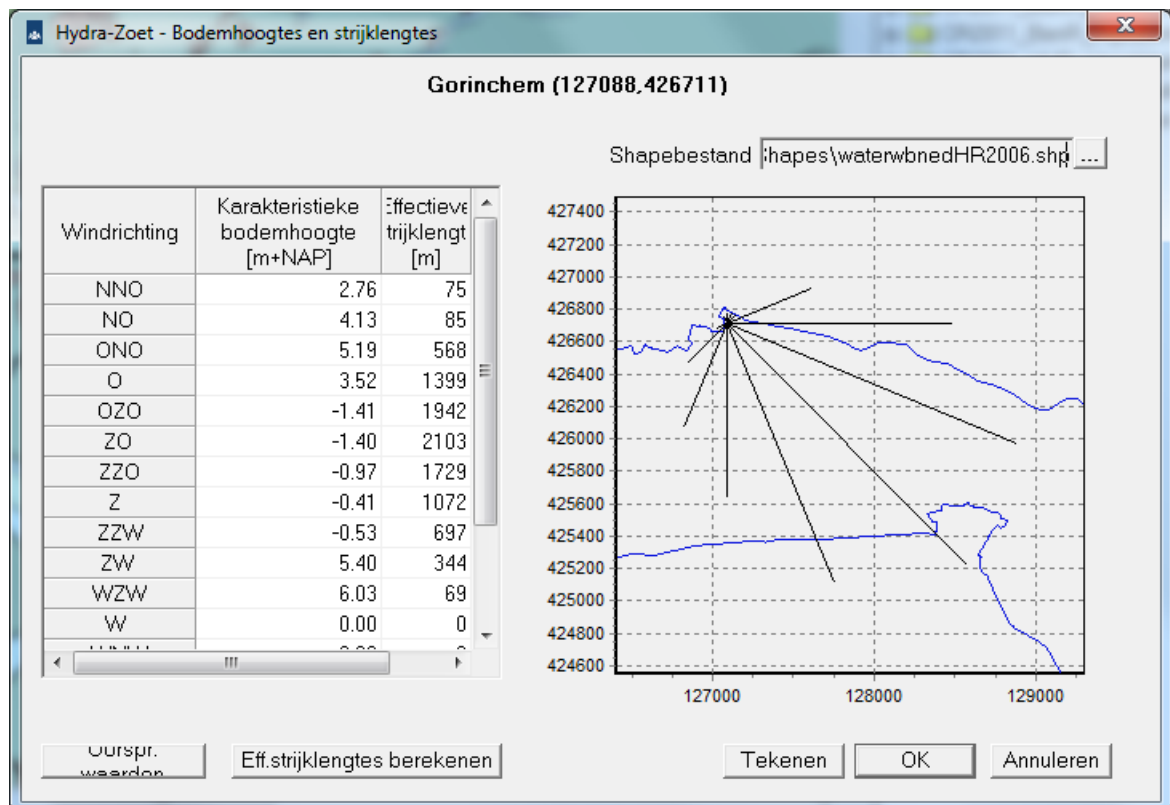 Hydra-Zoet - Bodemhoogtes en strijklengtes
Gorinchem (127088,426711)
Shapebestand :hapes\waterwbnedHR2006.shp ...
Windrichting Karakteristieke bodemhoogte [m+NAP] Effectieve trijklengt [m]
NNO 2.76 75
NO 4.13 85
ONO 5.19 568
O 3.52 1399
OZO -1.41 1942
ZO -1.40 2103
ZZO -0.97 1729
Z -0.41 1072
ZZW -0.53 697
ZW 5.40 344
WZW 6.03 69
W 0.00 0
427400
427200
427000
426800
426600
426400
426200
426000
425800
425600
425400
425200
425000
424800
424600
127000 128000 129000
Oorspr. waarden
Eff.strijklengtes berekenen
Tekenen
OK
Annuleren